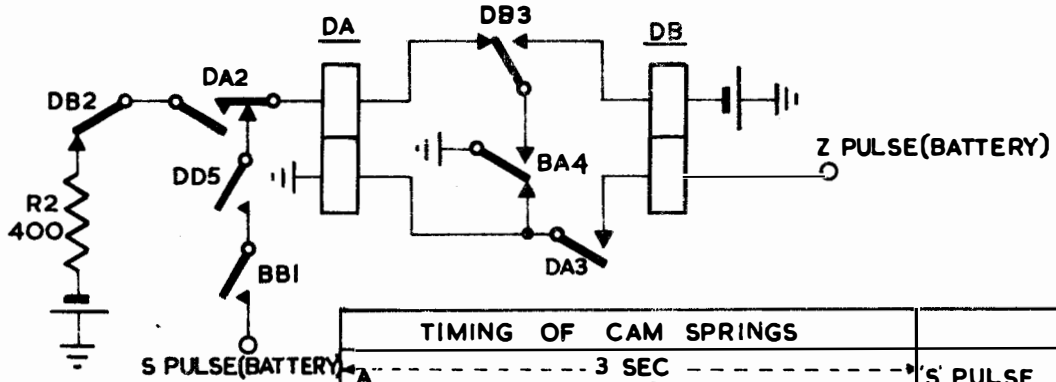 DB3
DA
DB
DA2
DB2
Z PULSE(BATTERY)
BA4
DD5
R2
400
DA3
BB1
TIMING OF CAM SPRINGS
S PULSE(BATTERY)
3 SEC
'S' PULSE
A